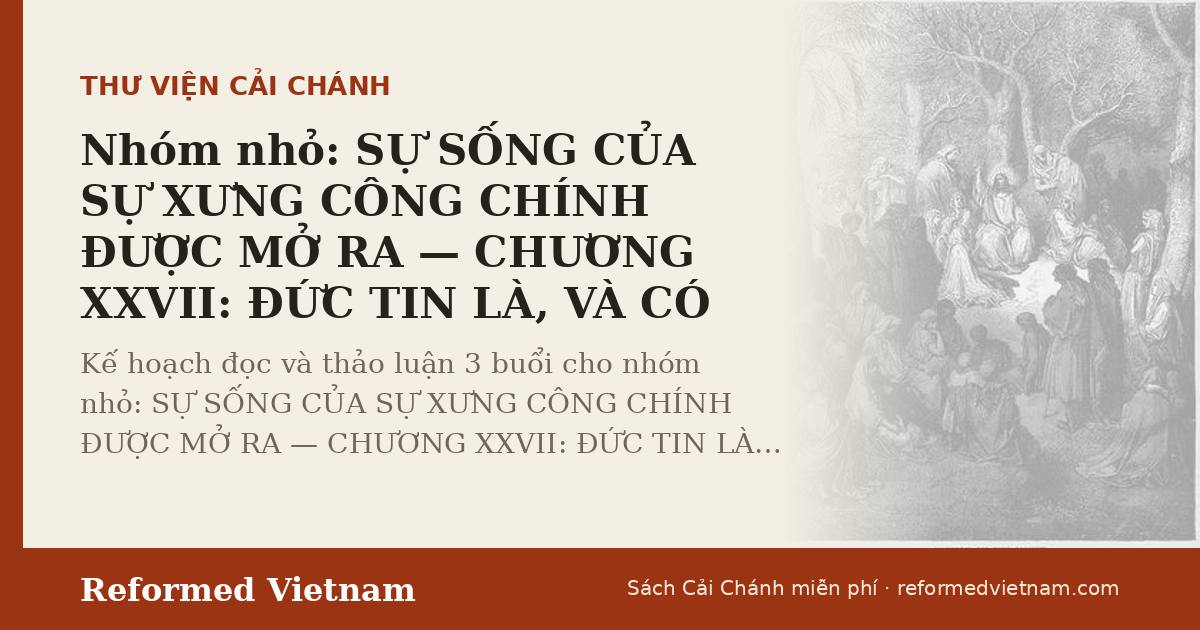 THƯ VIỆN CẢI CHÁNH
Nhóm nhỏ: SỰ SỐNG CỦA
SỰ XƯNG CÔNG CHÍNH
ĐƯỢC MỞ RA — CHƯƠNG
XXVII: ĐỨC TIN LÀ, VÀ CÓ
Kế hoạch đọc và thảo luận 3 buổi cho nhóm
nhỏ: SỰ SỐNG CỦA SỰ XƯNG CÔNG CHÍNH
ĐƯỢC MỞ RA — CHƯƠNG XXVII: ĐỨC TIN LÀ…
Reformed Vietnam
Sách Cải Chánh miễn phí · reformedvietnam.com